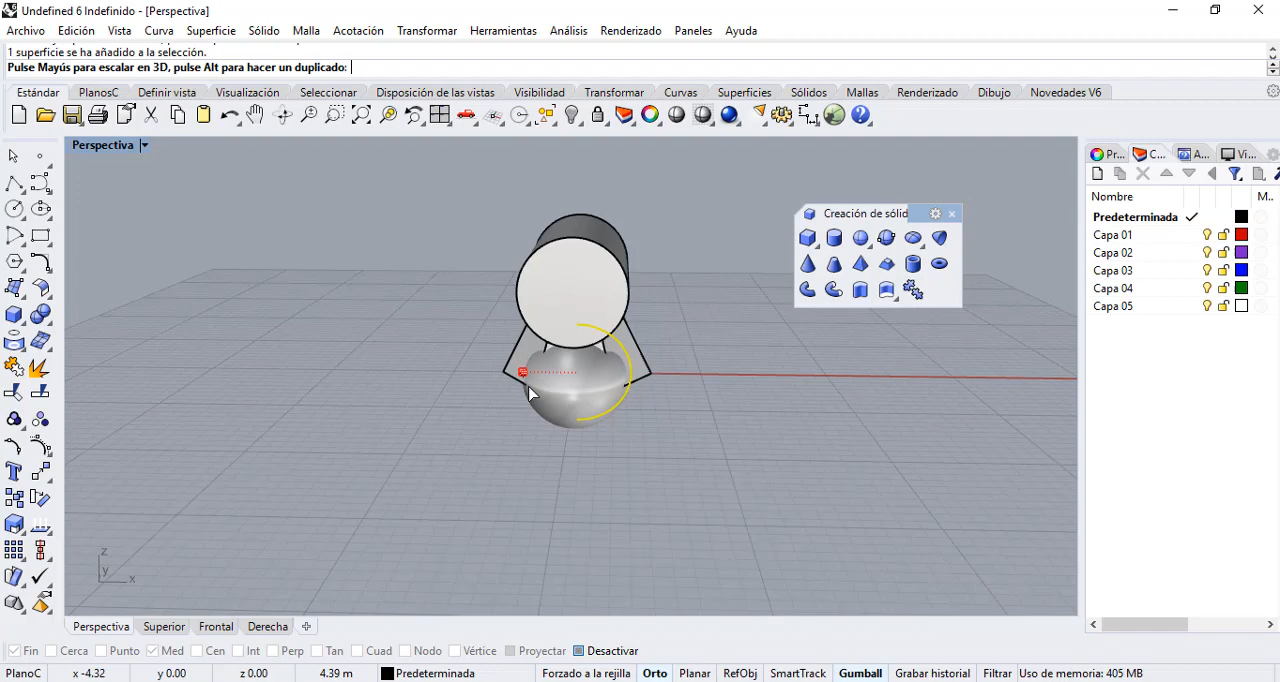 Undefined 6 Indefinido - [Perspectiva]
Archivo Edición Vista Curva Superficie Sólido Malla Acotación Transformar Herramientas Análisis Renderizado Paneles Ayuda
1 superficie se ha añadido a la selección.
Pulse Mayús para escalar en 3D, pulse Alt para hacer un duplicado:
Estándar PlanosC Definir vista Visualización Seleccionar Disposición de las vistas Visibilidad Transformar Curvas Superficies Sólidos Mallas Renderizado Dibujo Novedades V6
Perspectiva
Pr... C... A... Vi...
Creación de sólid
Nombre M...
Predeterminada
Capa 01
Capa 02
Capa 03
Capa 04
Capa 05
z
y
x
Perspectiva Superior Frontal Derecha
Fin Cerca Punto Med Cen Int Perp Tan Cuad Nodo Vértice Proyectar Desactivar
PlanoC x -4.32 y 0.00 z 0.00 4.39 m Predeterminada Forzado a la rejilla Orto Planar RefObj SmartTrack Gumball Grabar historial Filtrar Uso de memoria: 405 MB